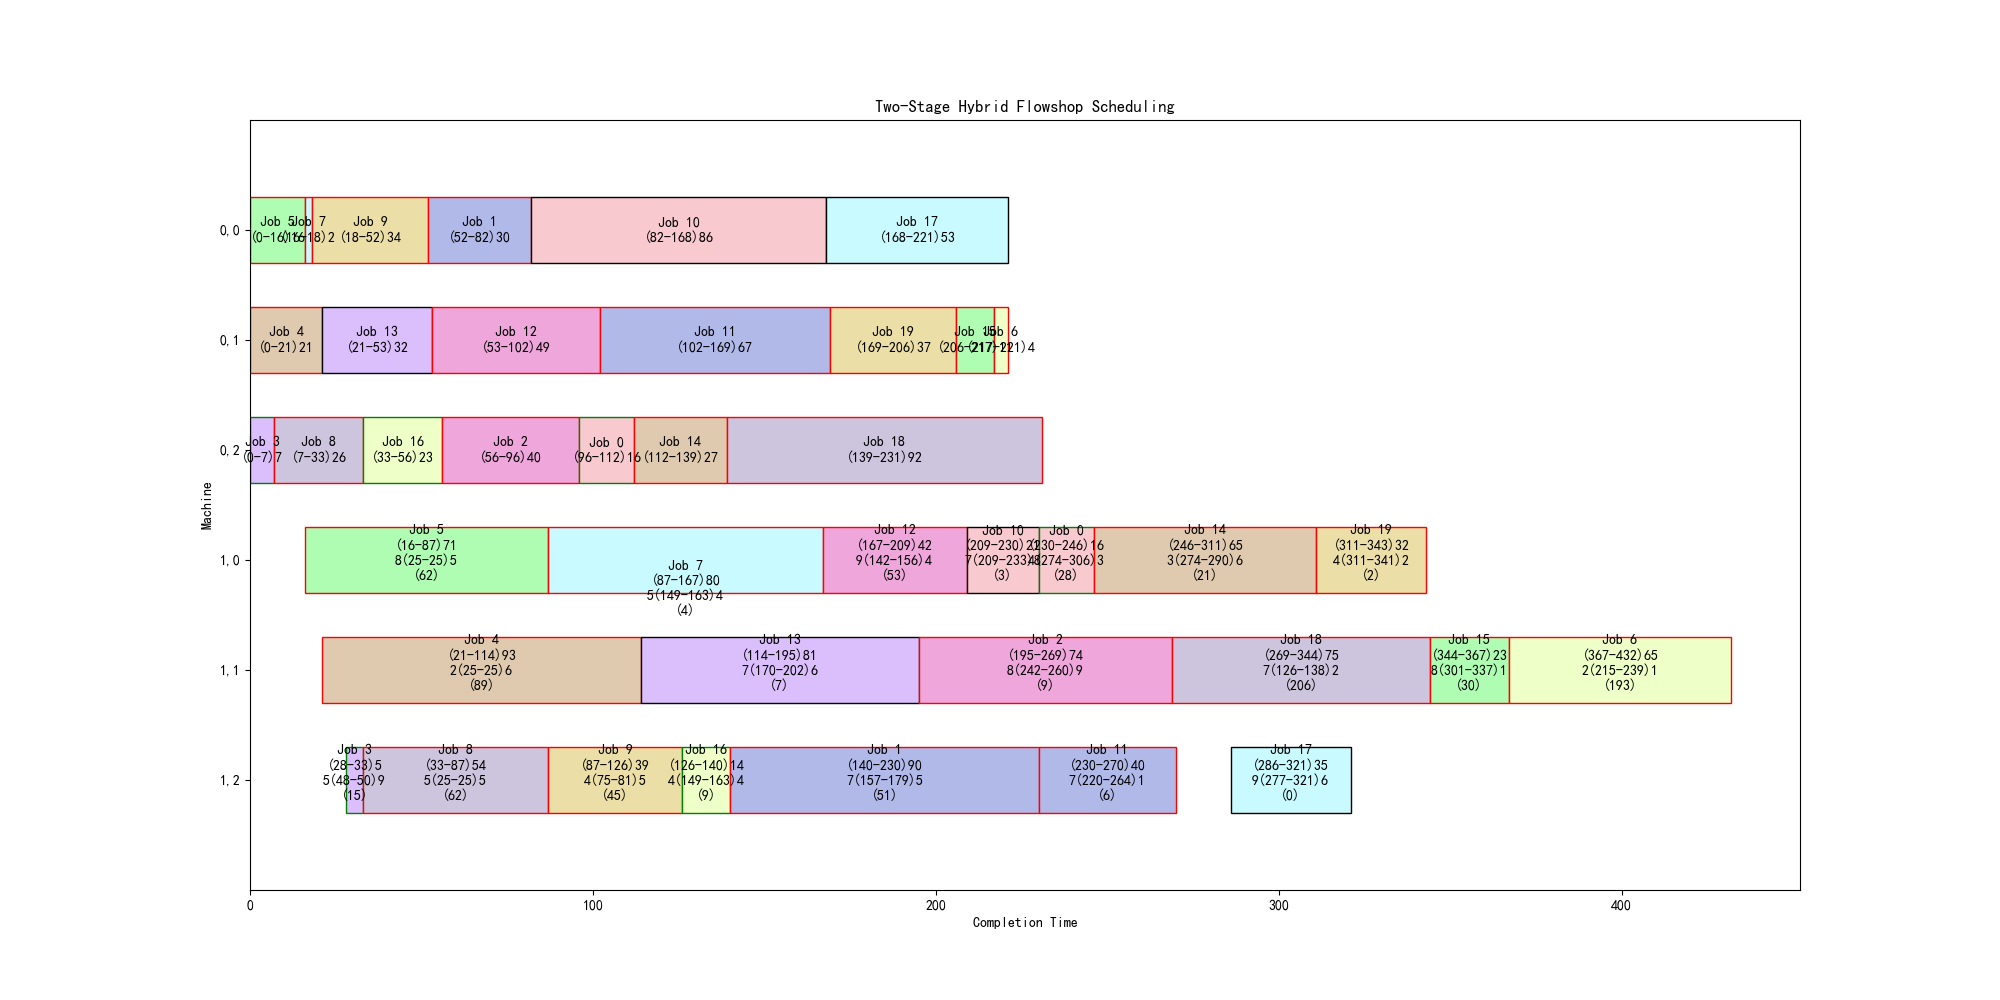 Two-Stage Hybrid Flowshop Scheduling
Machine
0,0
Job 5
(0-16)16
Job 7
(16-18)2
Job 9
(18-52)34
Job 1
(52-82)30
Job 10
(82-168)86
Job 17
(168-221)53
0,1
Job 4
(0-21)21
Job 13
(21-53)32
Job 12
(53-102)49
Job 11
(102-169)67
Job 19
(169-206)37
Job 15
(206-217)11
Job 6
(217-221)4
0,2
Job 3
(0-7)7
Job 8
(7-33)26
Job 16
(33-56)23
Job 2
(56-96)40
Job 0
(96-112)16
Job 14
(112-139)27
Job 18
(139-231)92
1,0
Job 5
(16-87)71
8(25-25)5
(62)
Job 7
(87-167)80
5(149-163)4
(4)
Job 12
(167-209)42
9(142-156)4
(53)
Job 10
(209-230)21
7(209-233)
(3)
Job 0
(230-246)16
(274-306)3
(28)
Job 14
(246-311)65
3(274-290)6
(21)
Job 19
(311-343)32
4(311-341)2
(2)
1,1
Job 4
(21-114)93
2(25-25)6
(89)
Job 13
(114-195)81
7(170-202)6
(7)
Job 2
(195-269)74
8(242-260)9
(9)
Job 18
(269-344)75
7(126-138)2
(206)
Job 15
(344-367)23
8(301-337)1
(30)
Job 6
(367-432)65
2(215-239)1
(193)
1,2
Job 3
(28-33)5
5(48-50)9
(15)
Job 8
(33-87)54
5(25-25)5
(62)
Job 9
(87-126)39
4(75-81)5
(45)
Job 16
(126-140)14
4(149-163)4
(9)
Job 1
(140-230)90
7(157-179)5
(51)
Job 11
(230-270)40
7(220-264)1
(6)
Job 17
(286-321)35
9(277-321)6
(0)
0
100
200
300
400
Completion Time